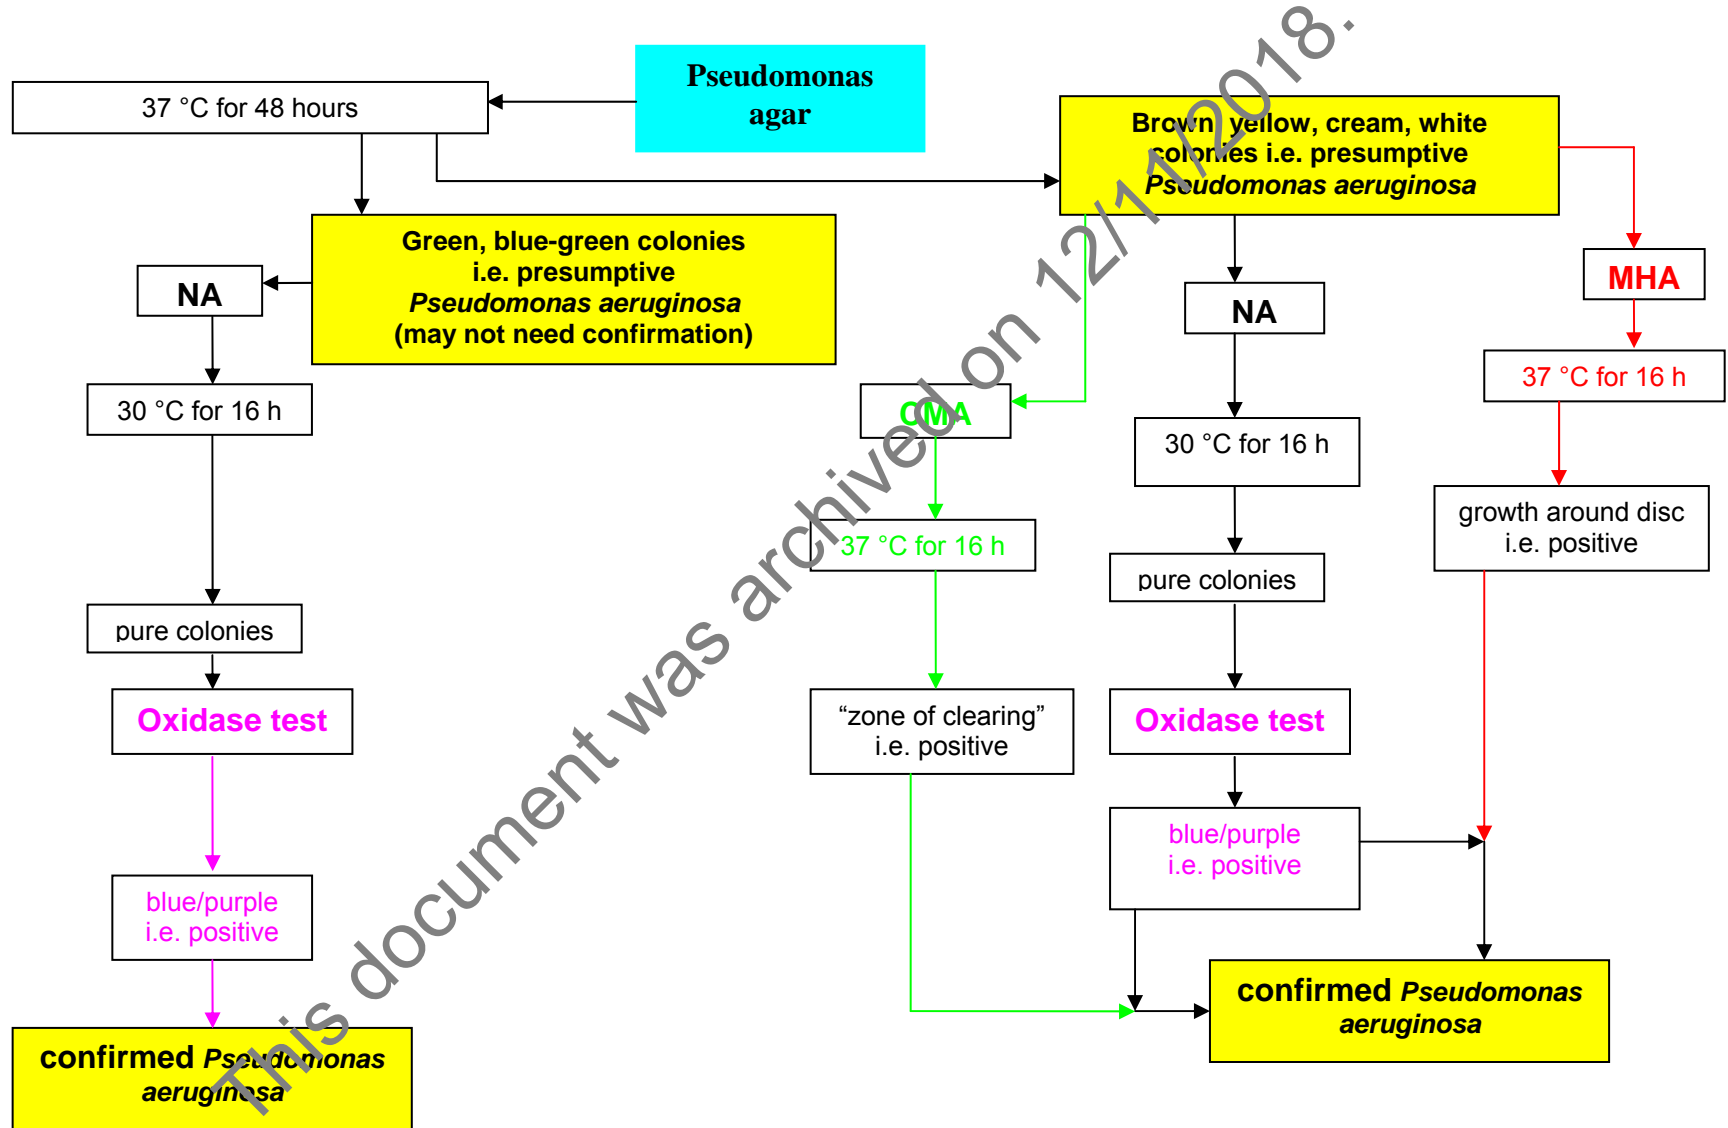 Pseudomonas
agar
37 °C for 48 hours
Brown, yellow, cream, white
colonies i.e. presumptive
Pseudomonas aeruginosa
Green, blue-green colonies
i.e. presumptive
Pseudomonas aeruginosa
(may not need confirmation)
NA
30 °C for 16 h
pure colonies
Oxidase test
blue/purple
i.e. positive
confirmed Pseudomonas
aeruginosa
CMA
37 °C for 16 h
“zone of clearing”
i.e. positive
NA
30 °C for 16 h
pure colonies
Oxidase test
blue/purple
i.e. positive
MHA
37 °C for 16 h
growth around disc
i.e. positive
confirmed Pseudomonas
aeruginosa
This document was archived on 12/11/2018.